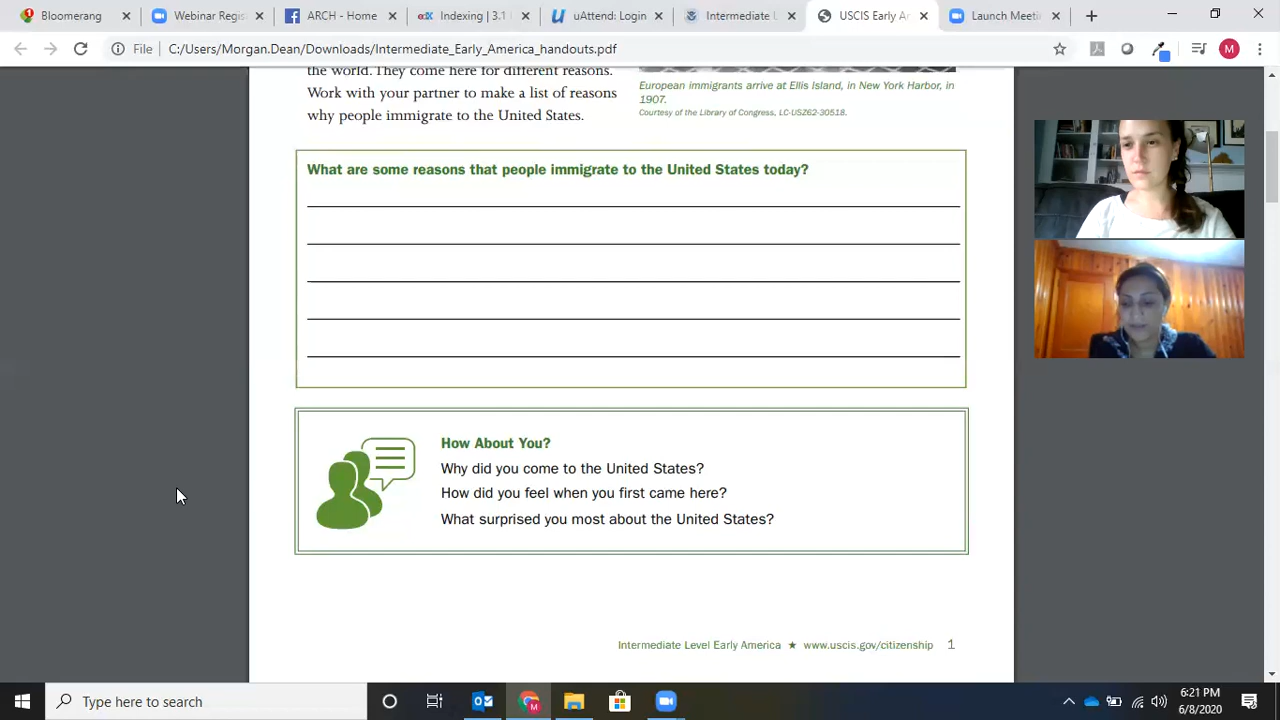 Bloomerang
Webinar Regis
ARCH - Home
Indexing | 3.1
uAttend: Login
Intermediate L
USCIS Early Am
Launch Meetin
File
C:/Users/Morgan.Dean/Downloads/Intermediate_Early_America_handouts.pdf
M
the world. They come here for different reasons.
Work with your partner to make a list of reasons
why people immigrate to the United States.
European immigrants arrive at Ellis Island, in New York Harbor, in
1907.
Courtesy of the Library of Congress, LC-USZ62-30518.
What are some reasons that people immigrate to the United States today?
How About You?
Why did you come to the United States?
How did you feel when you first came here?
What surprised you most about the United States?
Intermediate Level Early America ★ www.uscis.gov/citizenship 1
Type here to search
6:21 PM
6/8/2020